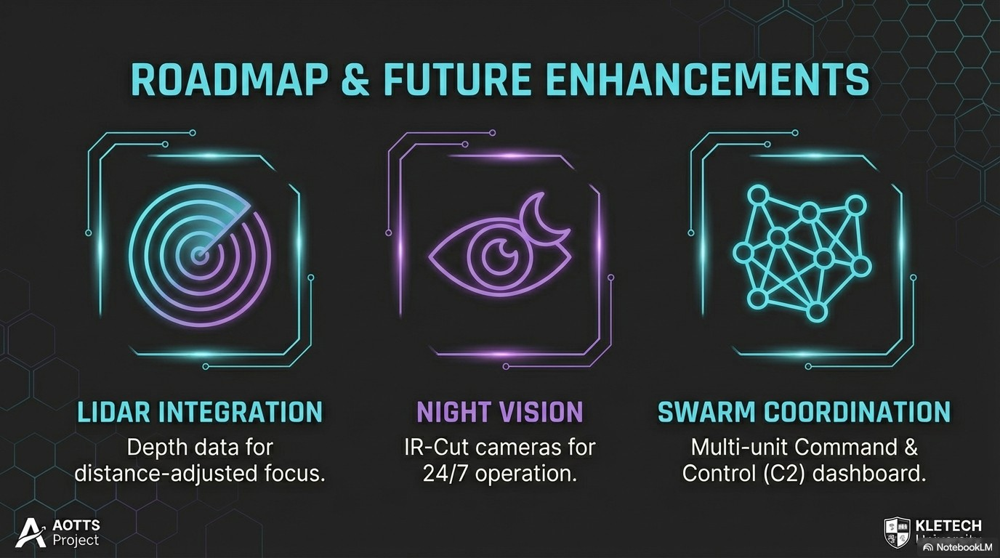 ROADMAP & FUTURE ENHANCEMENTS
LIDAR INTEGRATION
Depth data for
distance-adjusted focus.
NIGHT VISION
IR-Cut cameras for
24/7 operation.
SWARM COORDINATION
Multi-unit Command &
Control (C2) dashboard.
AOTTS
Project
KLETECH
NotebookLM